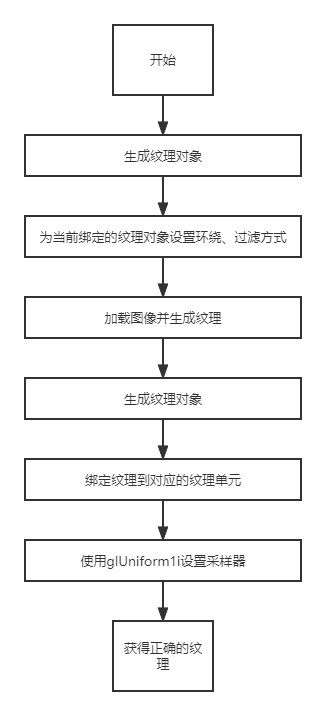 开始
生成纹理对象
为当前绑定的纹理对象设置环绕、过滤方式
加载图像并生成纹理
生成纹理对象
绑定纹理到对应的纹理单元
使用glUniform1i设置采样器
获得正确的纹
理